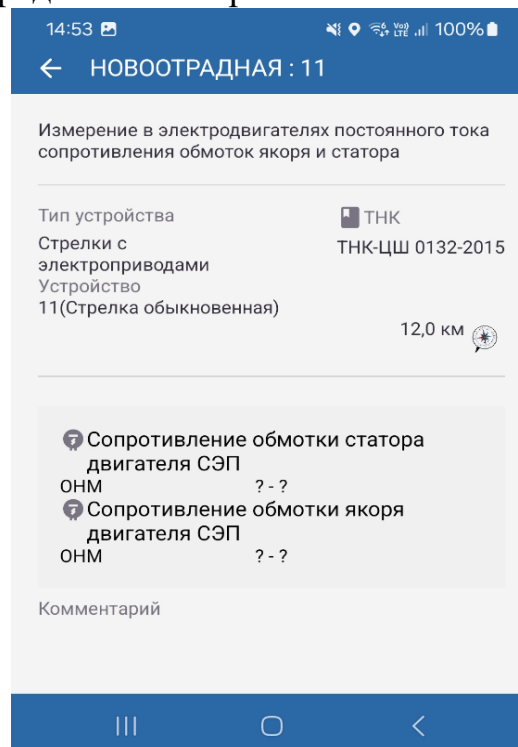 14:53 100%
← НОВООТРАДНАЯ : 11
Измерение в электродвигателях постоянного тока
сопротивления обмоток якоря и статора
Тип устройства
Стрелки с
электроприводами
Устройство
11(Стрелка обыкновенная)
ТНК
ТНК-ЦШ 0132-2015
12,0 км
Сопротивление обмотки статора
двигателя СЭП
ОНМ ? - ?
Сопротивление обмотки якоря
двигателя СЭП
ОНМ ? - ?
Комментарий